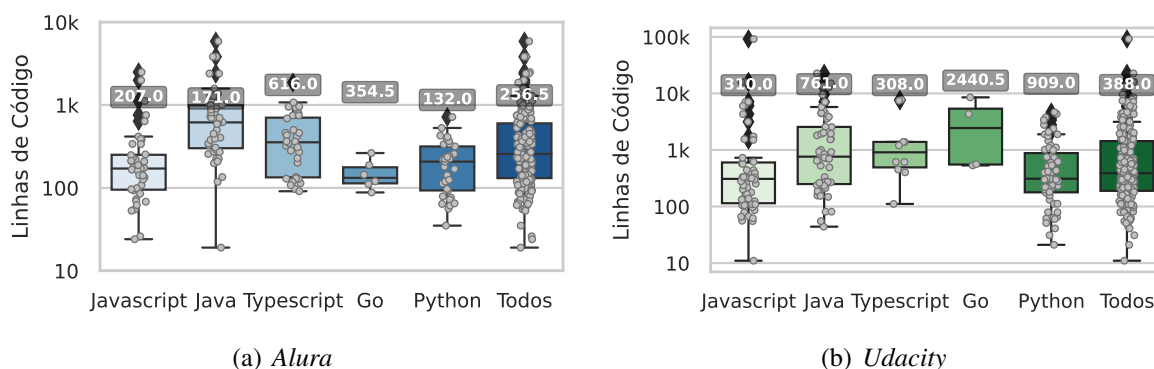 10k
1k
100
10
Linhas de Código
207.0
171.0
616.0
354.5
132.0
256.5
Javascript Java Typescript Go Python Todos
(a) Alura
100k
10k
1k
100
10
Linhas de Código
310.0
761.0
308.0
2440.5
909.0
388.0
Javascript Java Typescript Go Python Todos
(b) Udacity